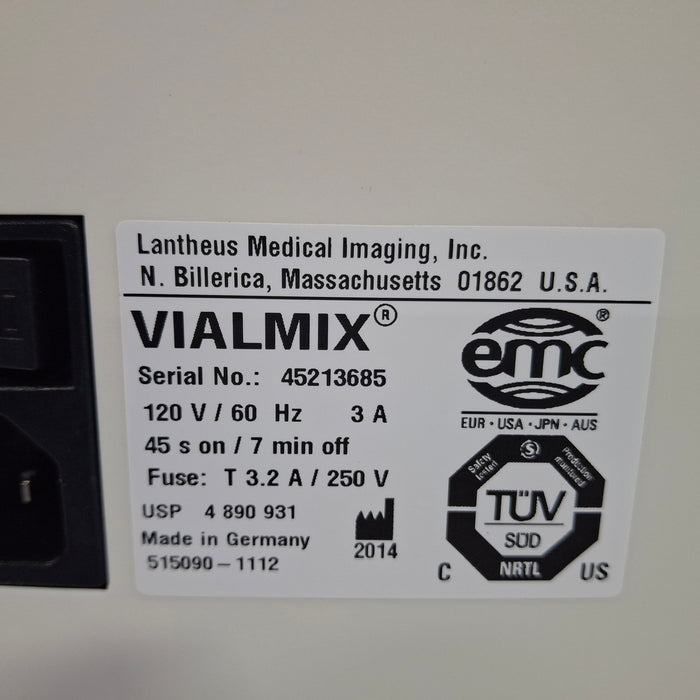 Lantheus Medical Imaging, Inc.
N. Billerica, Massachusetts 01862 U.S.A.
VIALMIX®
Serial No.: 45213685
120 V / 60 Hz 3 A
45 s on / 7 min off
Fuse: T 3.2 A / 250 V
USP 4 890 931
Made in Germany
515090-1112
2014
emc®
EUR · USA · JPN · AUS
Safety tested
S
Production monitored
TÜV
SÜD
NRTL
C US